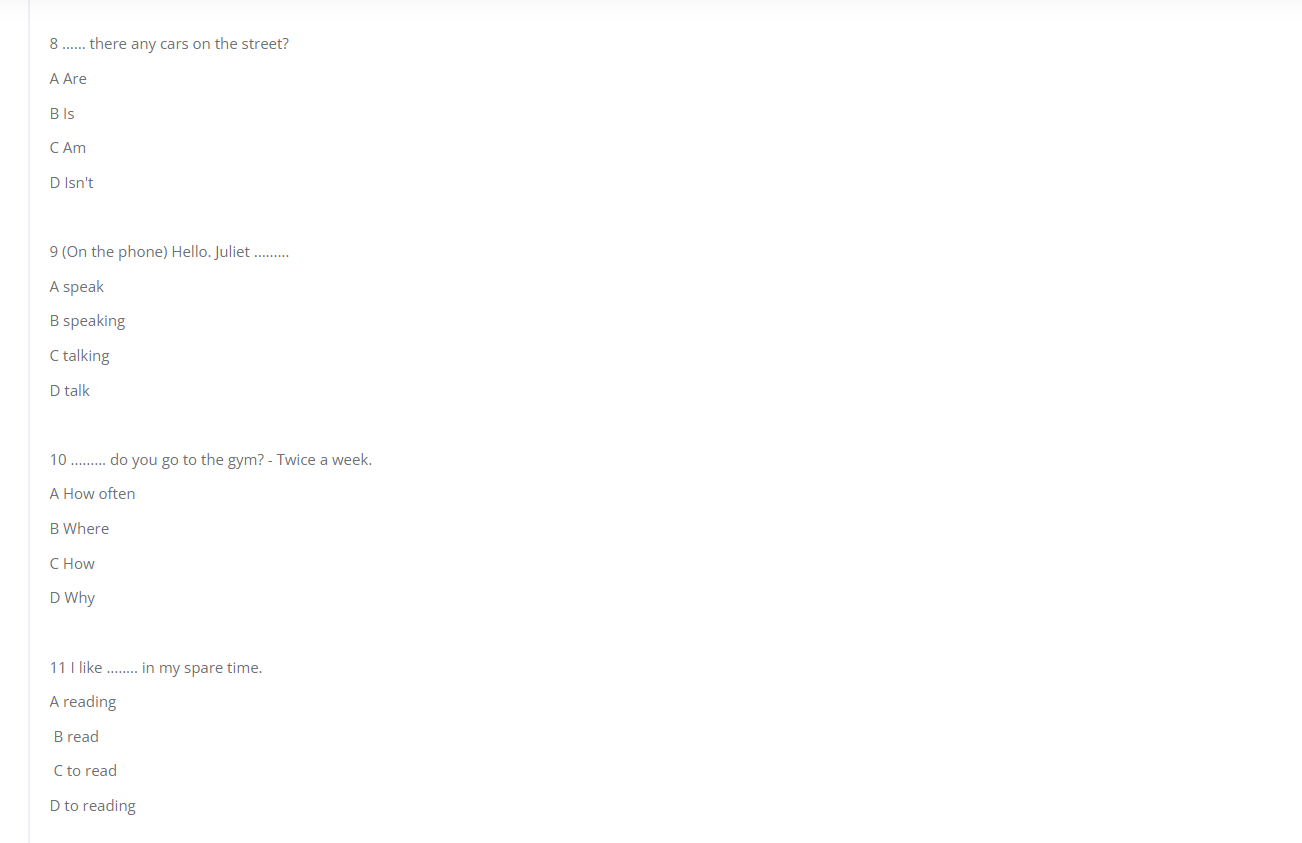 8 ...... there any cars on the street?
A Are
B Is
C Am
D Isn't
9 (On the phone) Hello. Juliet .........
A speak
B speaking
C talking
D talk
10 ......... do you go to the gym? - Twice a week.
A How often
B Where
C How
D Why
11 I like ........ in my spare time.
A reading
B read
C to read
D to reading